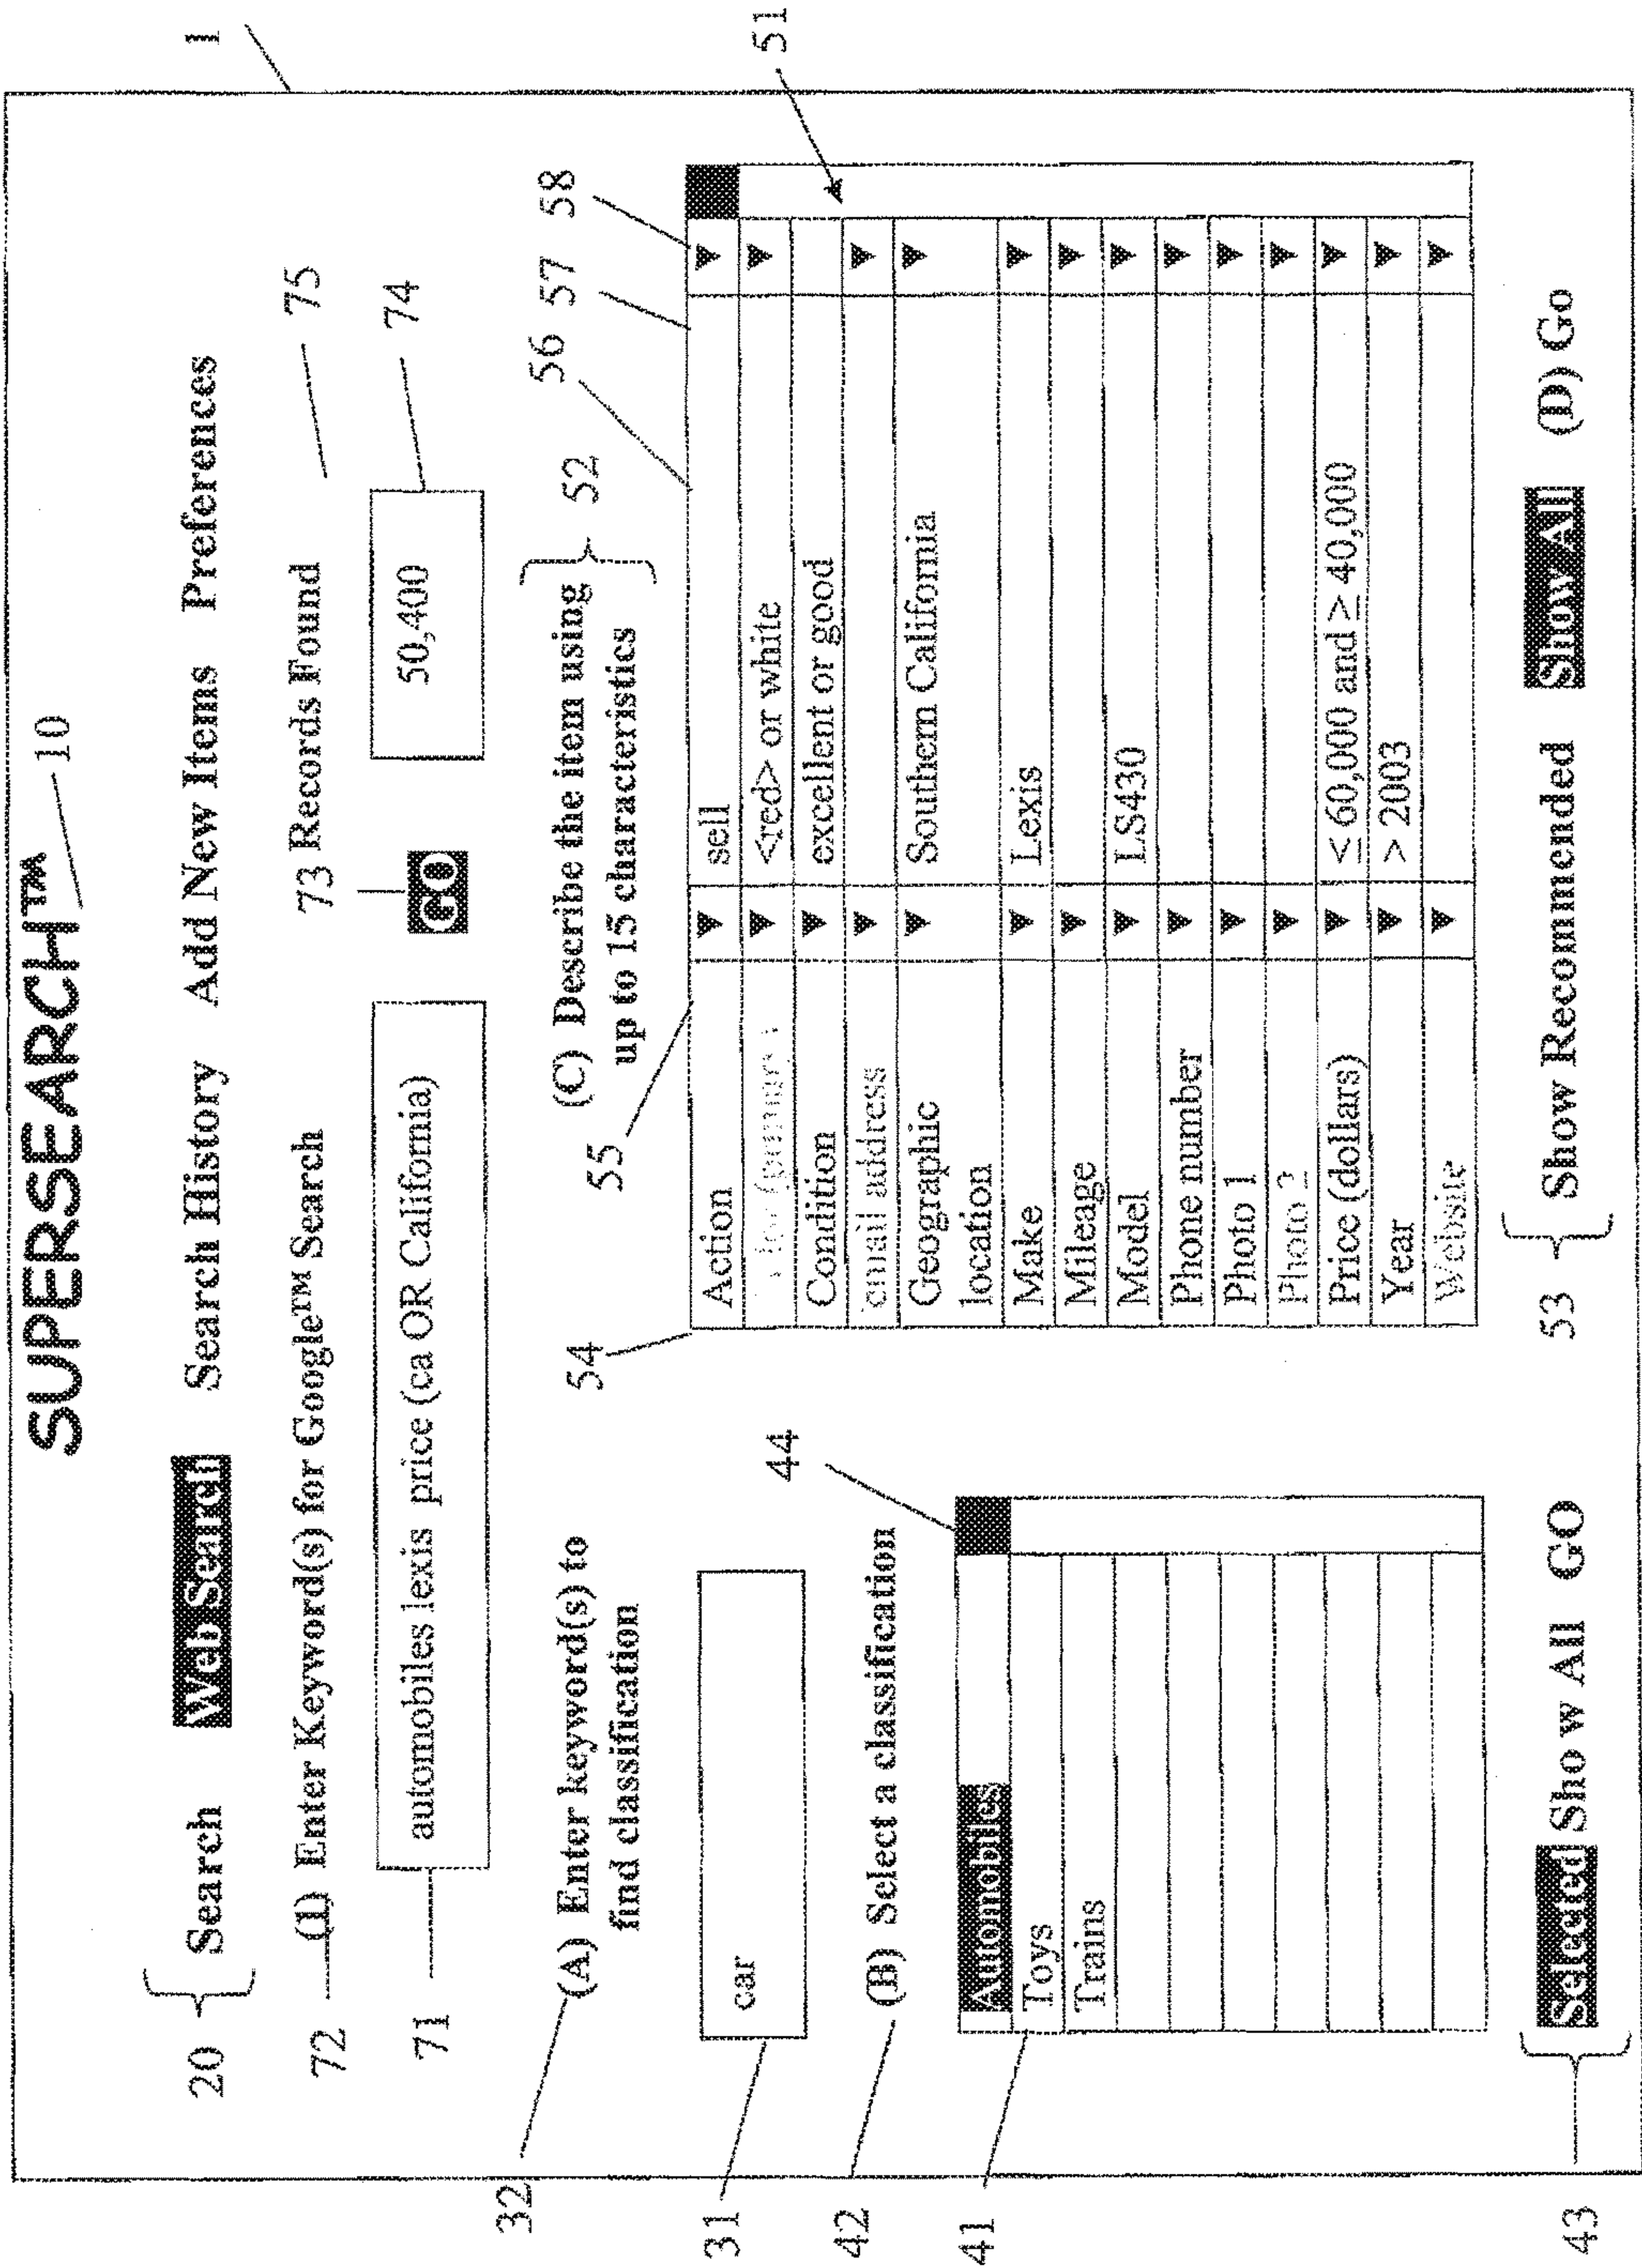 SUPERSEARCH™
10
1
20
Search Web Search Search History Add New Items Preferences
72
(1) Enter Keyword(s) for Google™ Search
73
Records Found
75
71
automobiles lexis price (ca OR California)
GO
50,400
74
32
(A) Enter keyword(s) to
find classification
31
car
42
(B) Select a classification
44
41
Automobiles
Toys
Trains
43
Selected Sho w All GO
(C) Describe the item using
up to 15 characteristics
52
54
55
56
57
58
51
Action sell
<red> or white
Condition excellent or good
email address
Geographic Southern California
location
Make Lexis
Mileage
Model LS430
Phone number
Photo 1
Photo 2
Price (dollars) ≤ 60,000 and ≥ 40,000
Year > 2003
Website
53
Show Recommended Show All (D) Go